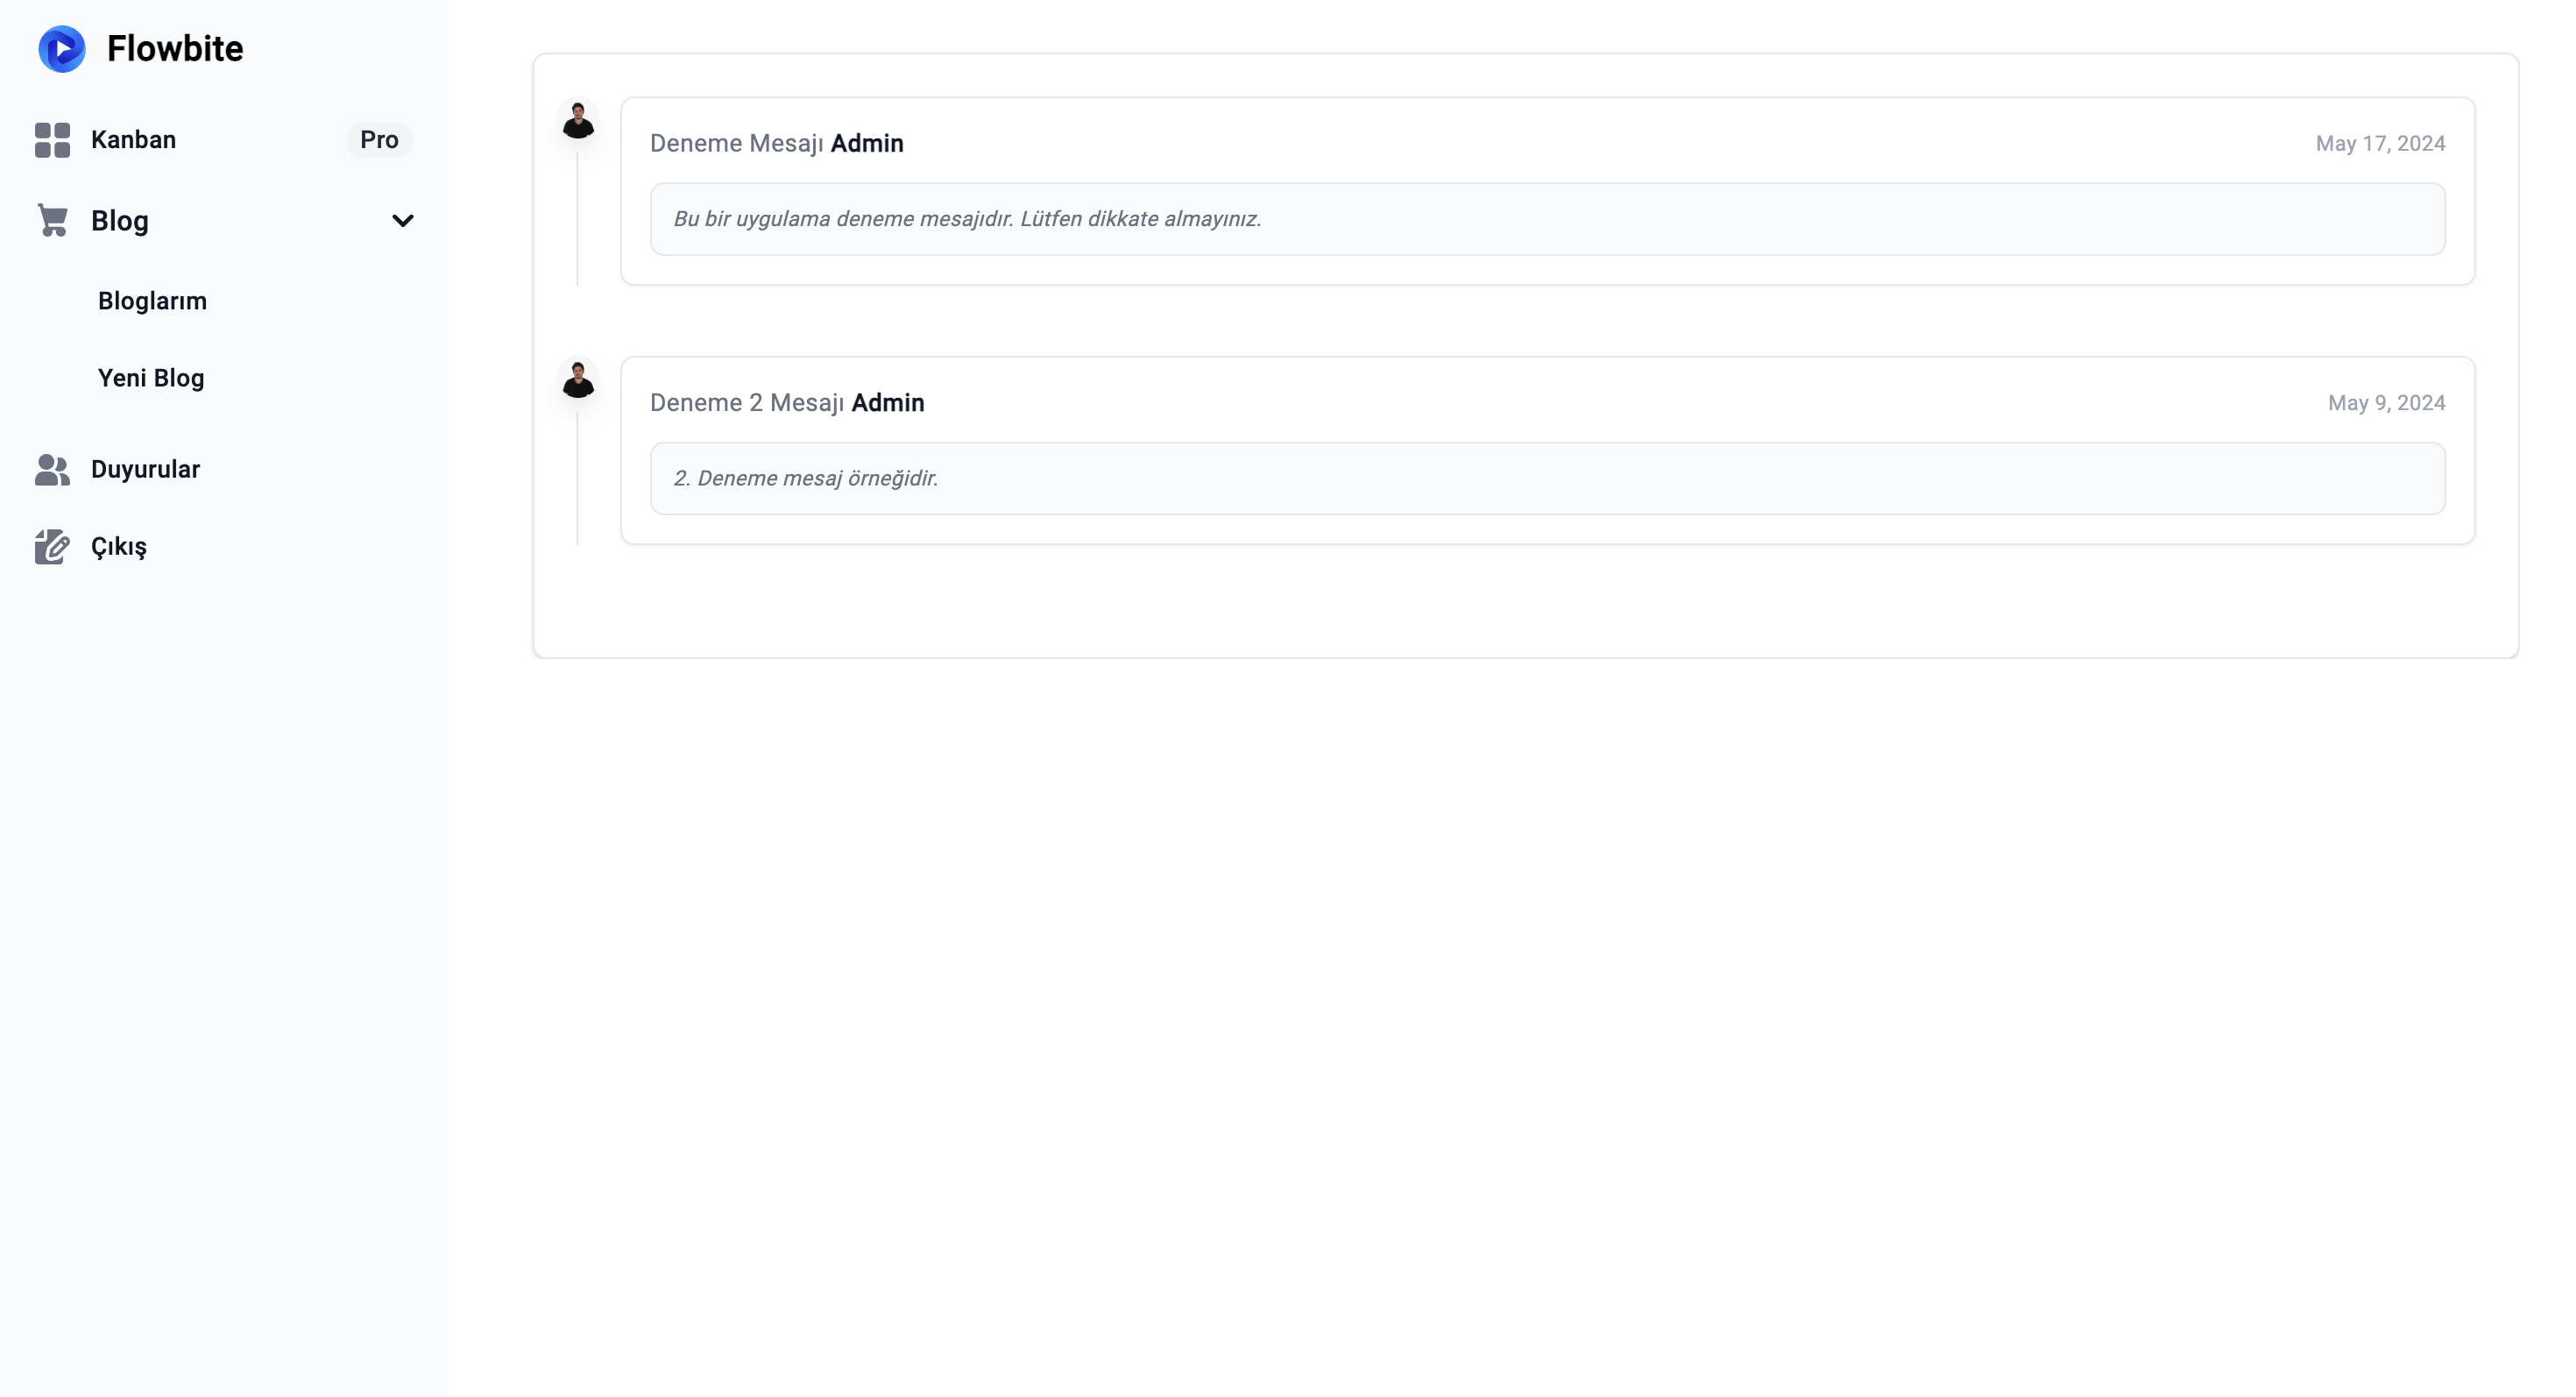 Flowbite
Kanban Pro
Blog
Bloglarım
Yeni Blog
Duyurular
Çıkış
Deneme Mesajı Admin
May 17, 2024
Bu bir uygulama deneme mesajıdır. Lütfen dikkate almayınız.
Deneme 2 Mesajı Admin
May 9, 2024
2. Deneme mesaj örneğidir.